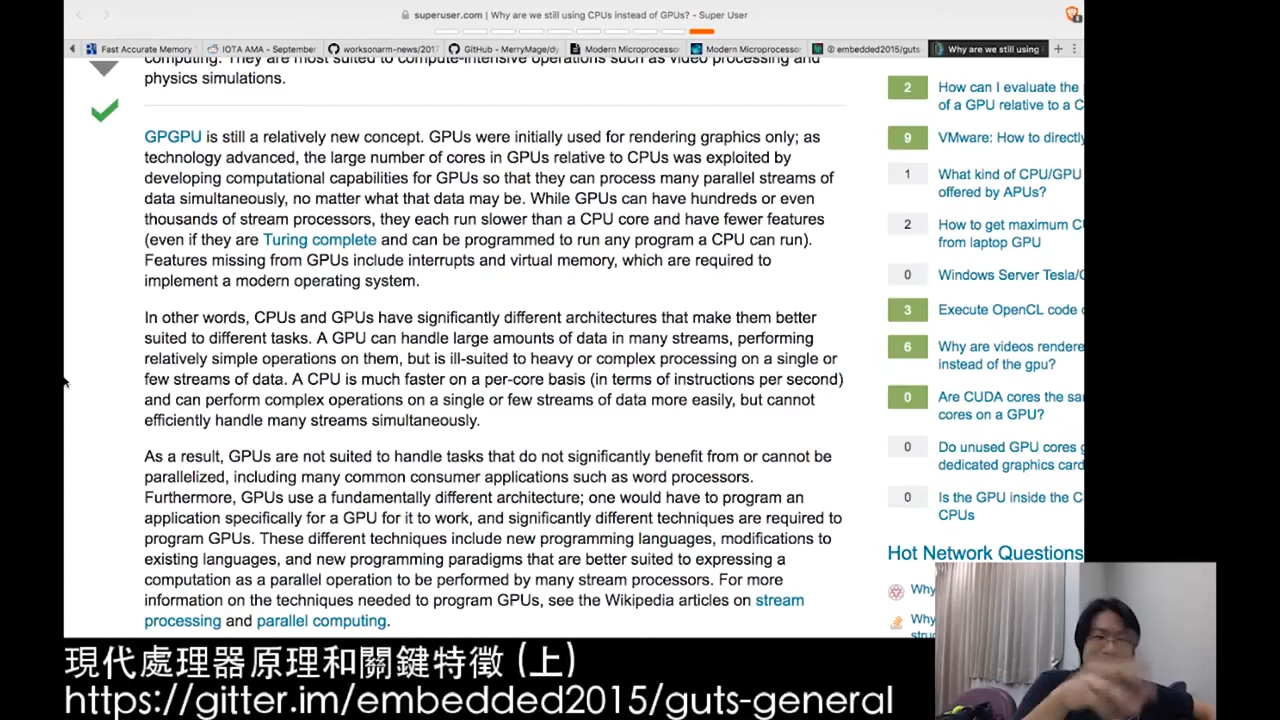 superuser.com | Why are we still using CPUs instead of GPUs? - Super User
Fast Accurate Memory
IOTA AMA - September
worksonarm-news/2017
GitHub - MerryMage/dy
Modern Microprocessor
Modern Microproces
embedded2015/guts
Why are we still using
computing. They are most suited to compute-intensive operations such as video processing and
physics simulations.
GPGPU is still a relatively new concept. GPUs were initially used for rendering graphics only; as
technology advanced, the large number of cores in GPUs relative to CPUs was exploited by
developing computational capabilities for GPUs so that they can process many parallel streams of
data simultaneously, no matter what that data may be. While GPUs can have hundreds or even
thousands of stream processors, they each run slower than a CPU core and have fewer features
(even if they are Turing complete and can be programmed to run any program a CPU can run).
Features missing from GPUs include interrupts and virtual memory, which are required to
implement a modern operating system.
In other words, CPUs and GPUs have significantly different architectures that make them better
suited to different tasks. A GPU can handle large amounts of data in many streams, performing
relatively simple operations on them, but is ill-suited to heavy or complex processing on a single or
few streams of data. A CPU is much faster on a per-core basis (in terms of instructions per second)
and can perform complex operations on a single or few streams of data more easily, but cannot
efficiently handle many streams simultaneously.
As a result, GPUs are not suited to handle tasks that do not significantly benefit from or cannot be
parallelized, including many common consumer applications such as word processors.
Furthermore, GPUs use a fundamentally different architecture; one would have to program an
application specifically for a GPU for it to work, and significantly different techniques are required to
program GPUs. These different techniques include new programming languages, modifications to
existing languages, and new programming paradigms that are better suited to expressing a
computation as a parallel operation to be performed by many stream processors. For more
information on the techniques needed to program GPUs, see the Wikipedia articles on stream
processing and parallel computing.
2 How can I evaluate the
of a GPU relative to a C
9 VMware: How to directly
1 What kind of CPU/GPU
offered by APUs?
2 How to get maximum C
from laptop GPU
0 Windows Server Tesla/
3 Execute OpenCL code
6 Why are videos rendere
instead of the gpu?
0 Are CUDA cores the sa
cores on a GPU?
0 Do unused GPU cores
dedicated graphics card
0 Is the GPU inside the C
CPUs
Hot Network Questions
Why
Why
現代處理器原理和關鍵特徵 (上)
https://gitter.im/embedded2015/guts-general